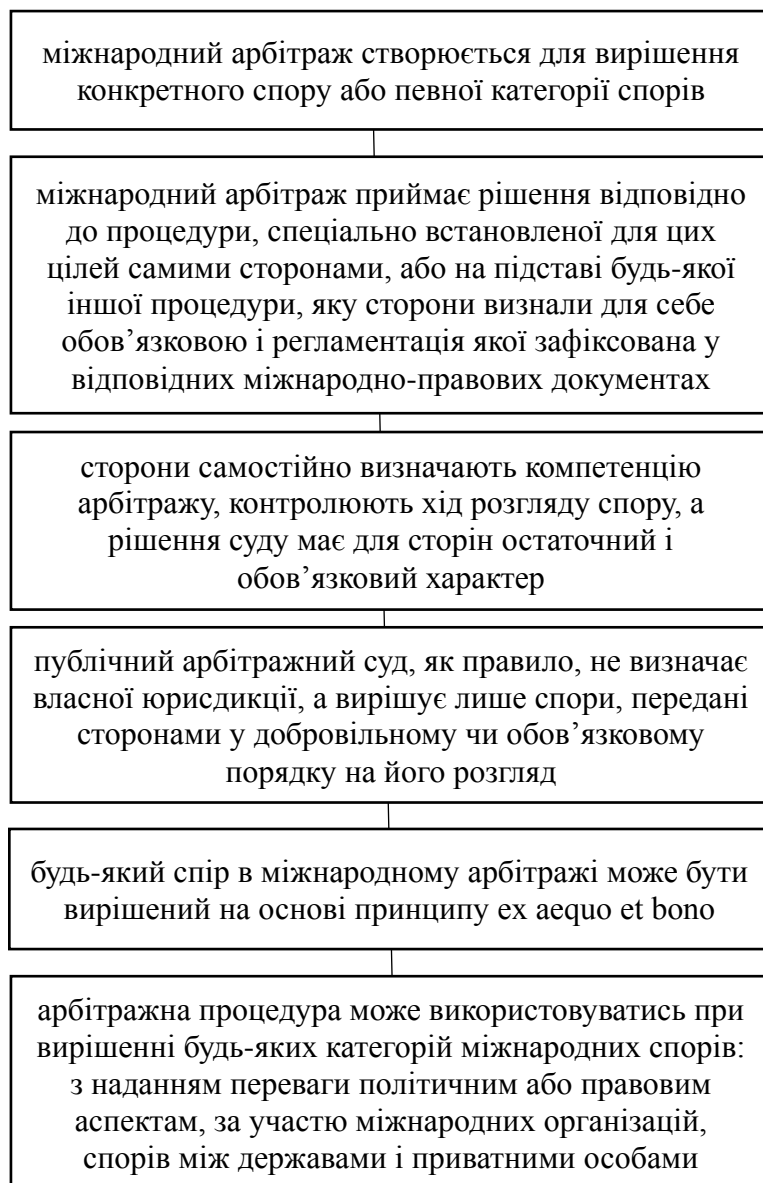 міжнародний арбітраж створюється для вирішення
конкретного спору або певної категорії спорів
міжнародний арбітраж приймає рішення відповідно
до процедури, спеціально встановленої для цих
цілей самими сторонами, або на підставі будь-якої
іншої процедури, яку сторони визнали для себе
обов’язковою і регламентація якої зафіксована у
відповідних міжнародно-правових документах
сторони самостійно визначають компетенцію
арбітражу, контролюють хід розгляду спору, а
рішення суду має для сторін остаточний і
обов’язковий характер
публічний арбітражний суд, як правило, не визначає
власної юрисдикції, а вирішує лише спори, передані
сторонами у добровільному чи обов’язковому
порядку на його розгляд
будь-який спір в міжнародному арбітражі може бути
вирішений на основі принципу ex aequo et bono
арбітражна процедура може використовуватись при
вирішенні будь-яких категорій міжнародних спорів:
з наданням переваги політичним або правовим
аспектам, за участю міжнародних організацій,
спорів між державами і приватними особами